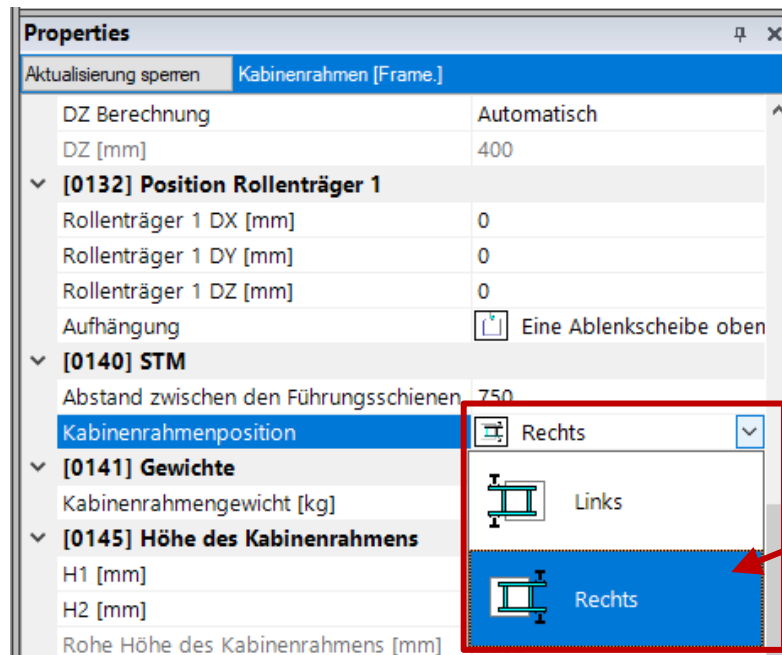 Properties
Aktualisierung sperren Kabinenrahmen [Frame.]
DZ Berechnung Automatisch
DZ [mm] 400
[0132] Position Rollenträger 1
Rollenträger 1 DX [mm] 0
Rollenträger 1 DY [mm] 0
Rollenträger 1 DZ [mm] 0
Aufhängung Eine Ablenkscheibe oben
[0140] STM
Abstand zwischen den Führungsschienen 750
Kabinenrahmenposition Rechts
[0141] Gewichte
Links
Kabinenrahmengewicht [kg]
[0145] Höhe des Kabinenrahmens
H1 [mm]
Rechts
H2 [mm]
Rohe Höhe des Kabinenrahmens [mm]